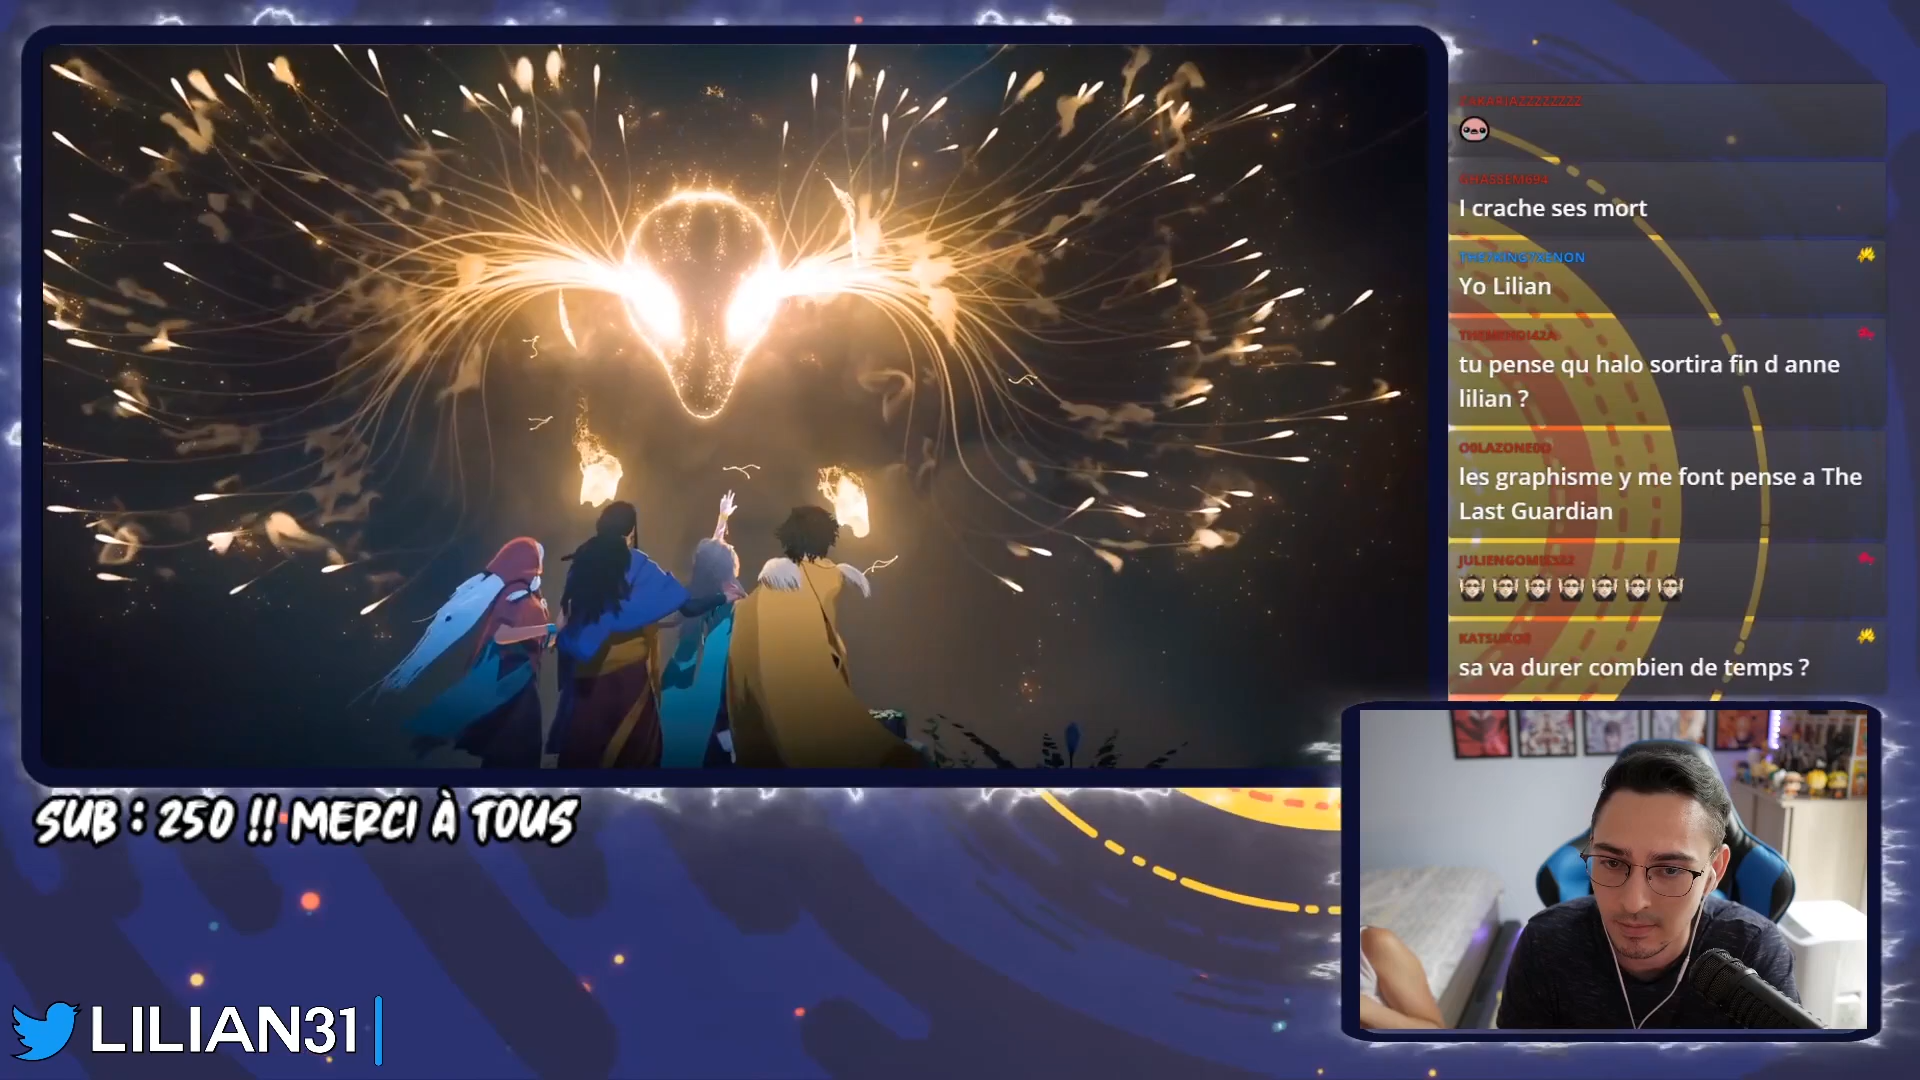 I crache ses mort
Yo Lilian
tu pense qu halo sortira fin d anne
lilian ?
les graphisme y me font pense a The
Last Guardian
sa va durer combien de temps ?
SUB : 250 !! MERCI À TOUS
LILIAN31